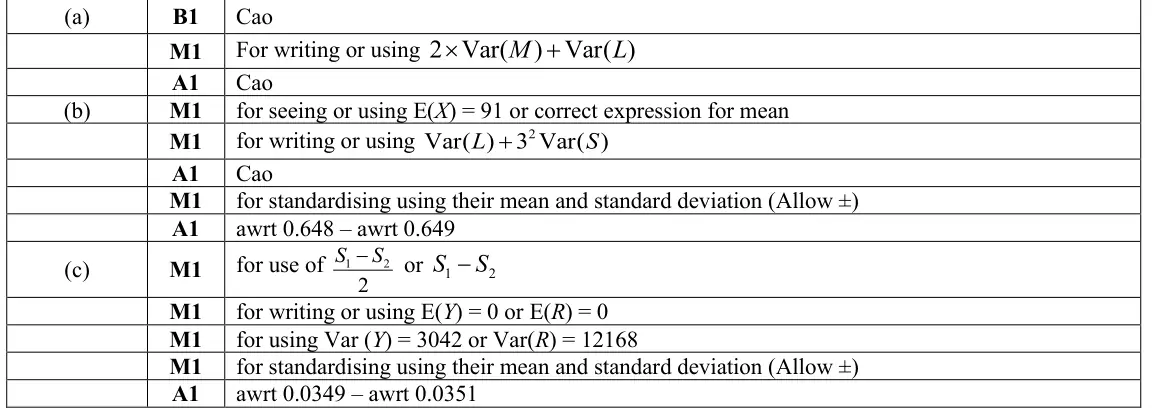 (a) B1 Cao
M1 For writing or using 2×Var(M)+Var(L)
A1 Cao
(b) M1 for seeing or using E(X) = 91 or correct expression for mean
M1 for writing or using Var(L)+3²Var(S)
A1 Cao
M1 for standardising using their mean and standard deviation (Allow ±)
A1 awrt 0.648 – awrt 0.649
(c) M1 for use of (S₁−S₂)/2 or S₁−S₂
M1 for writing or using E(Y) = 0 or E(R) = 0
M1 for using Var (Y) = 3042 or Var(R) = 12168
M1 for standardising using their mean and standard deviation (Allow ±)
A1 awrt 0.0349 – awrt 0.0351